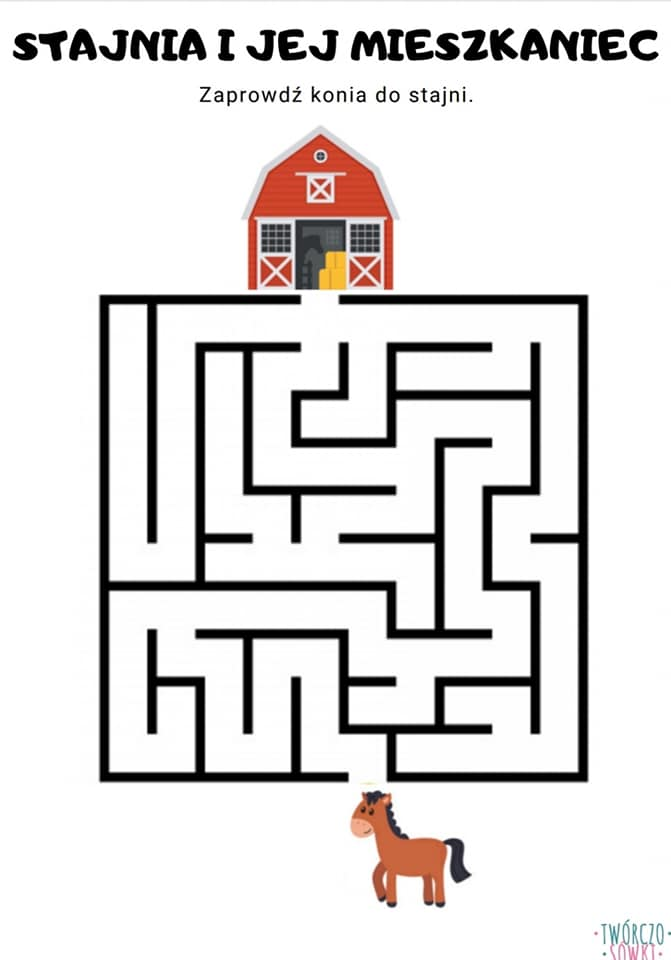 STAJNIA I JEJ MIESZKANIEC
Zaprowdź konia do stajni.
TWÓRCZO
SÓWKI